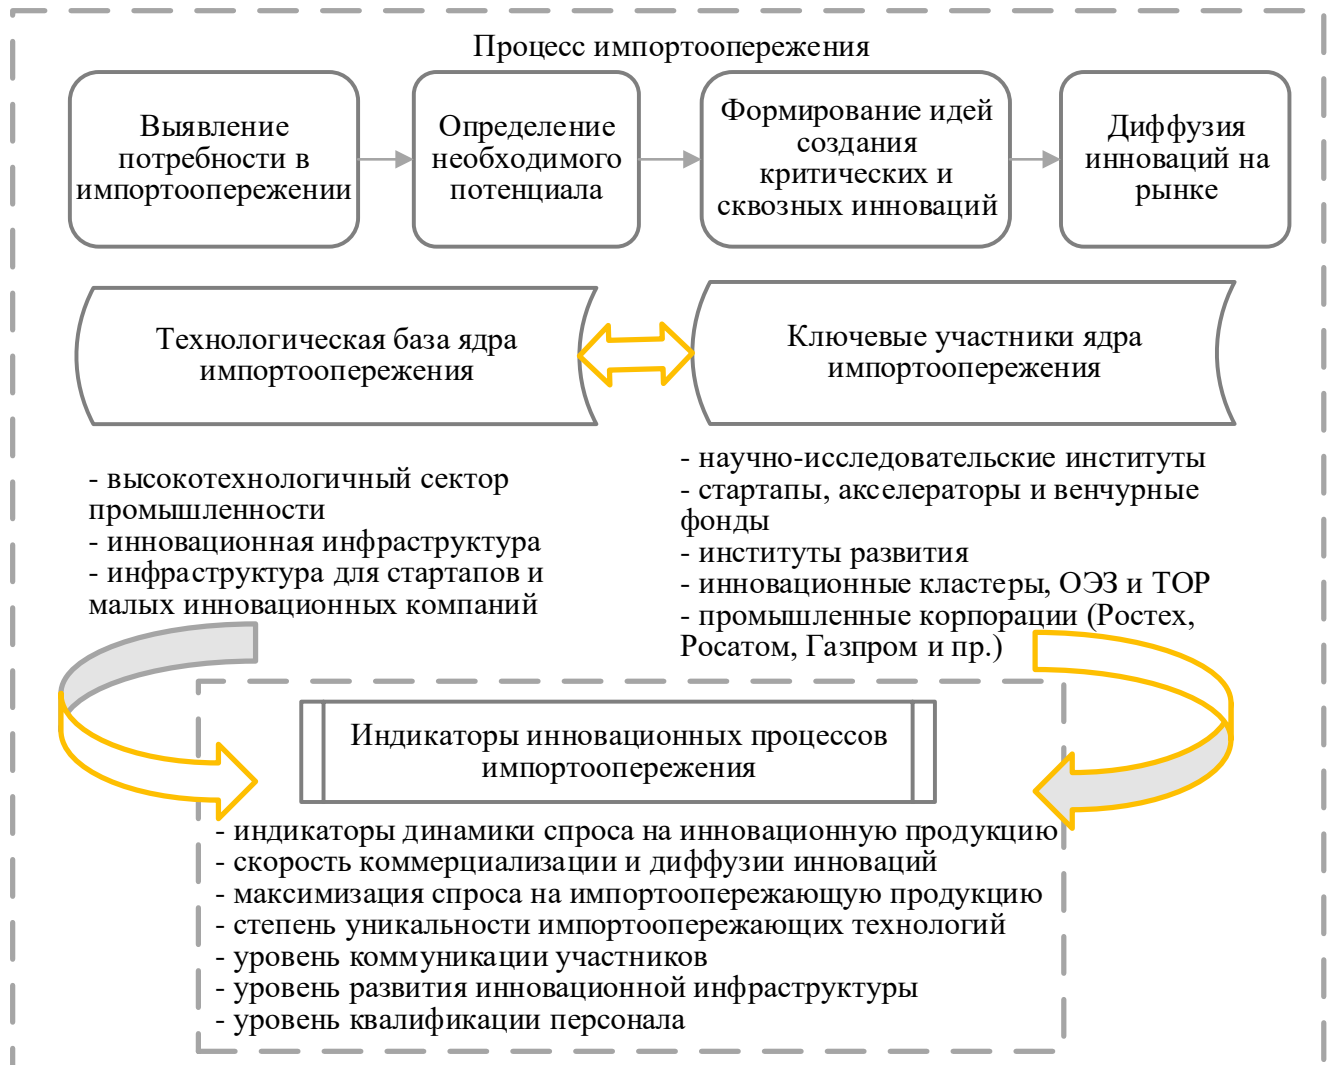 Процесс импортоопережения
Выявление
потребности в
импортоопережении
Определение
необходимого
потенциала
Формирование идей
создания
критических и
сквозных инноваций
Диффузия
инноваций на
рынке
Технологическая база ядра
импортоопережения
Ключевые участники ядра
импортоопережения
- высокотехнологичный сектор
промышленности
- инновационная инфраструктура
- инфраструктура для стартапов и
малых инновационных компаний
- научно-исследовательские институты
- стартапы, акселераторы и венчурные
фонды
- институты развития
- инновационные кластеры, ОЭЗ и ТОР
- промышленные корпорации (Ростех,
Росатом, Газпром и пр.)
Индикаторы инновационных процессов
импортоопережения
- индикаторы динамики спроса на инновационную продукцию
- скорость коммерциализации и диффузии инноваций
- максимизация спроса на импортоопережающую продукцию
- степень уникальности импортоопережающих технологий
- уровень коммуникации участников
- уровень развития инновационной инфраструктуры
- уровень квалификации персонала